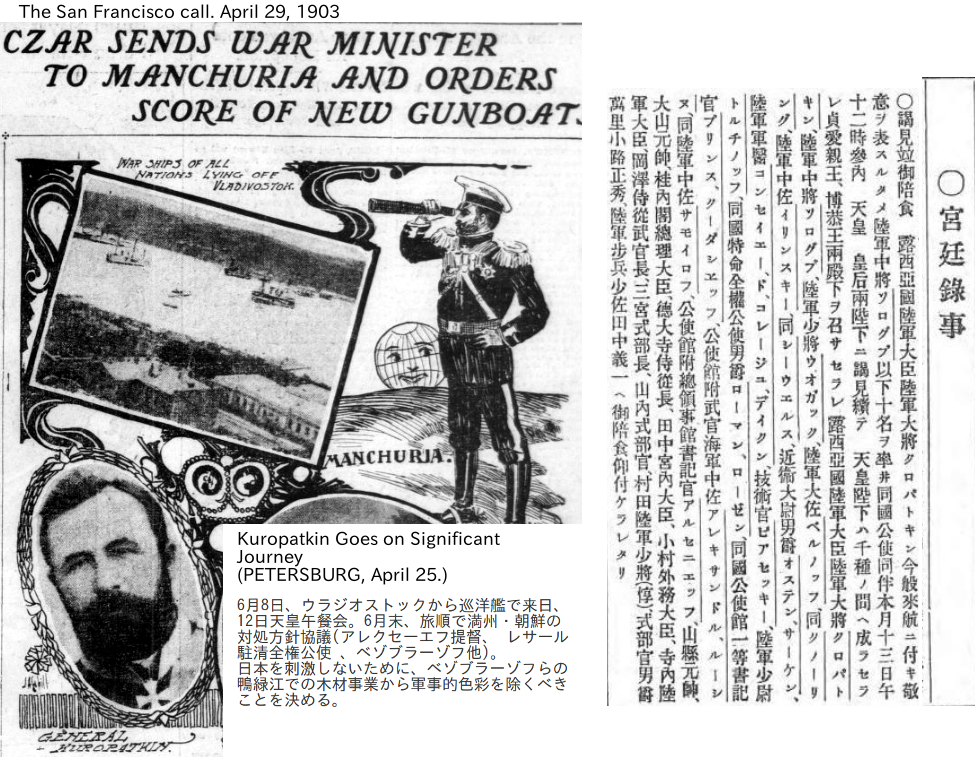 The San Francisco call. April 29, 1903
CZAR SENDS WAR MINISTER
TO MANCHURIA AND ORDERS
SCORE OF NEW GUNBOATS
WAR SHIPS OF ALL
NATIONS LYING OFF
VLADIVOSTOK.
MANCHURIA.
GENERAL
KUROPATKIN.
Kuropatkin Goes on Significant
Journey
(PETERSBURG, April 25.)
6月8日、ウラジオストックから巡洋艦で来日、
12日天皇午餐会。6月末、旅順で満州・朝鮮の
対処方針協議(アレクセーエフ提督、 レサール
駐清全権公使 、ベゾブラーゾフ他)。
日本を刺激しないために、ベゾブラーゾフらの
鴨緑江での木材事業から軍事的色彩を除くべき
ことを決める。
〇宮廷錄事
〇謁見竝御陪食 露西亞國陸軍大臣陸軍大將クロパトキン今般來航ニ付キ敬
意ヲ表スルタメ陸軍中將ソログブ以下十名ヲ率井同國公使同伴本月十三日午
十二時參內 天皇 皇后兩陛下ニ謁見續テ 天皇陛下ハ千種ノ間ヘ成ラセラ
レ貞愛親王、博恭王兩殿下ヲ召サセラレ露西亞國陸軍大臣陸軍大將クロパト
キン、陸軍中將ソログブ、陸軍少將ウオガック、陸軍大佐ベルノッフ、同クノーリ
ング、陸軍中佐イリンスキー、同シーウエルス、近衞大尉男爵オステン、サーケン、
陸軍軍醫コンセイエー、ド、コレージュ、デイクン、技術官ピアセッキー、陸軍少尉
トルチノッフ、同國特命全權公使男爵ローマン、ローゼン、同國公使館一等書記
官プリンス、クーダシエッフ、公使館附武官海軍中佐アレキサンドル、ルーシ
ヌ、同陸軍中佐サモイロフ、公使館附總領事館書記官アルセニエッフ、山縣元帥、
大山元帥、桂內閣總理大臣、德大寺侍從長、田中宮內大臣、小村外務大臣、寺內陸
軍大臣、岡澤侍從武官長、三宮式部長、山內式部官、村田陸軍少將(惇)、式部官男爵
萬里小路正秀、陸軍步兵少佐田中義一ヘ御陪食仰付ケラレタリ